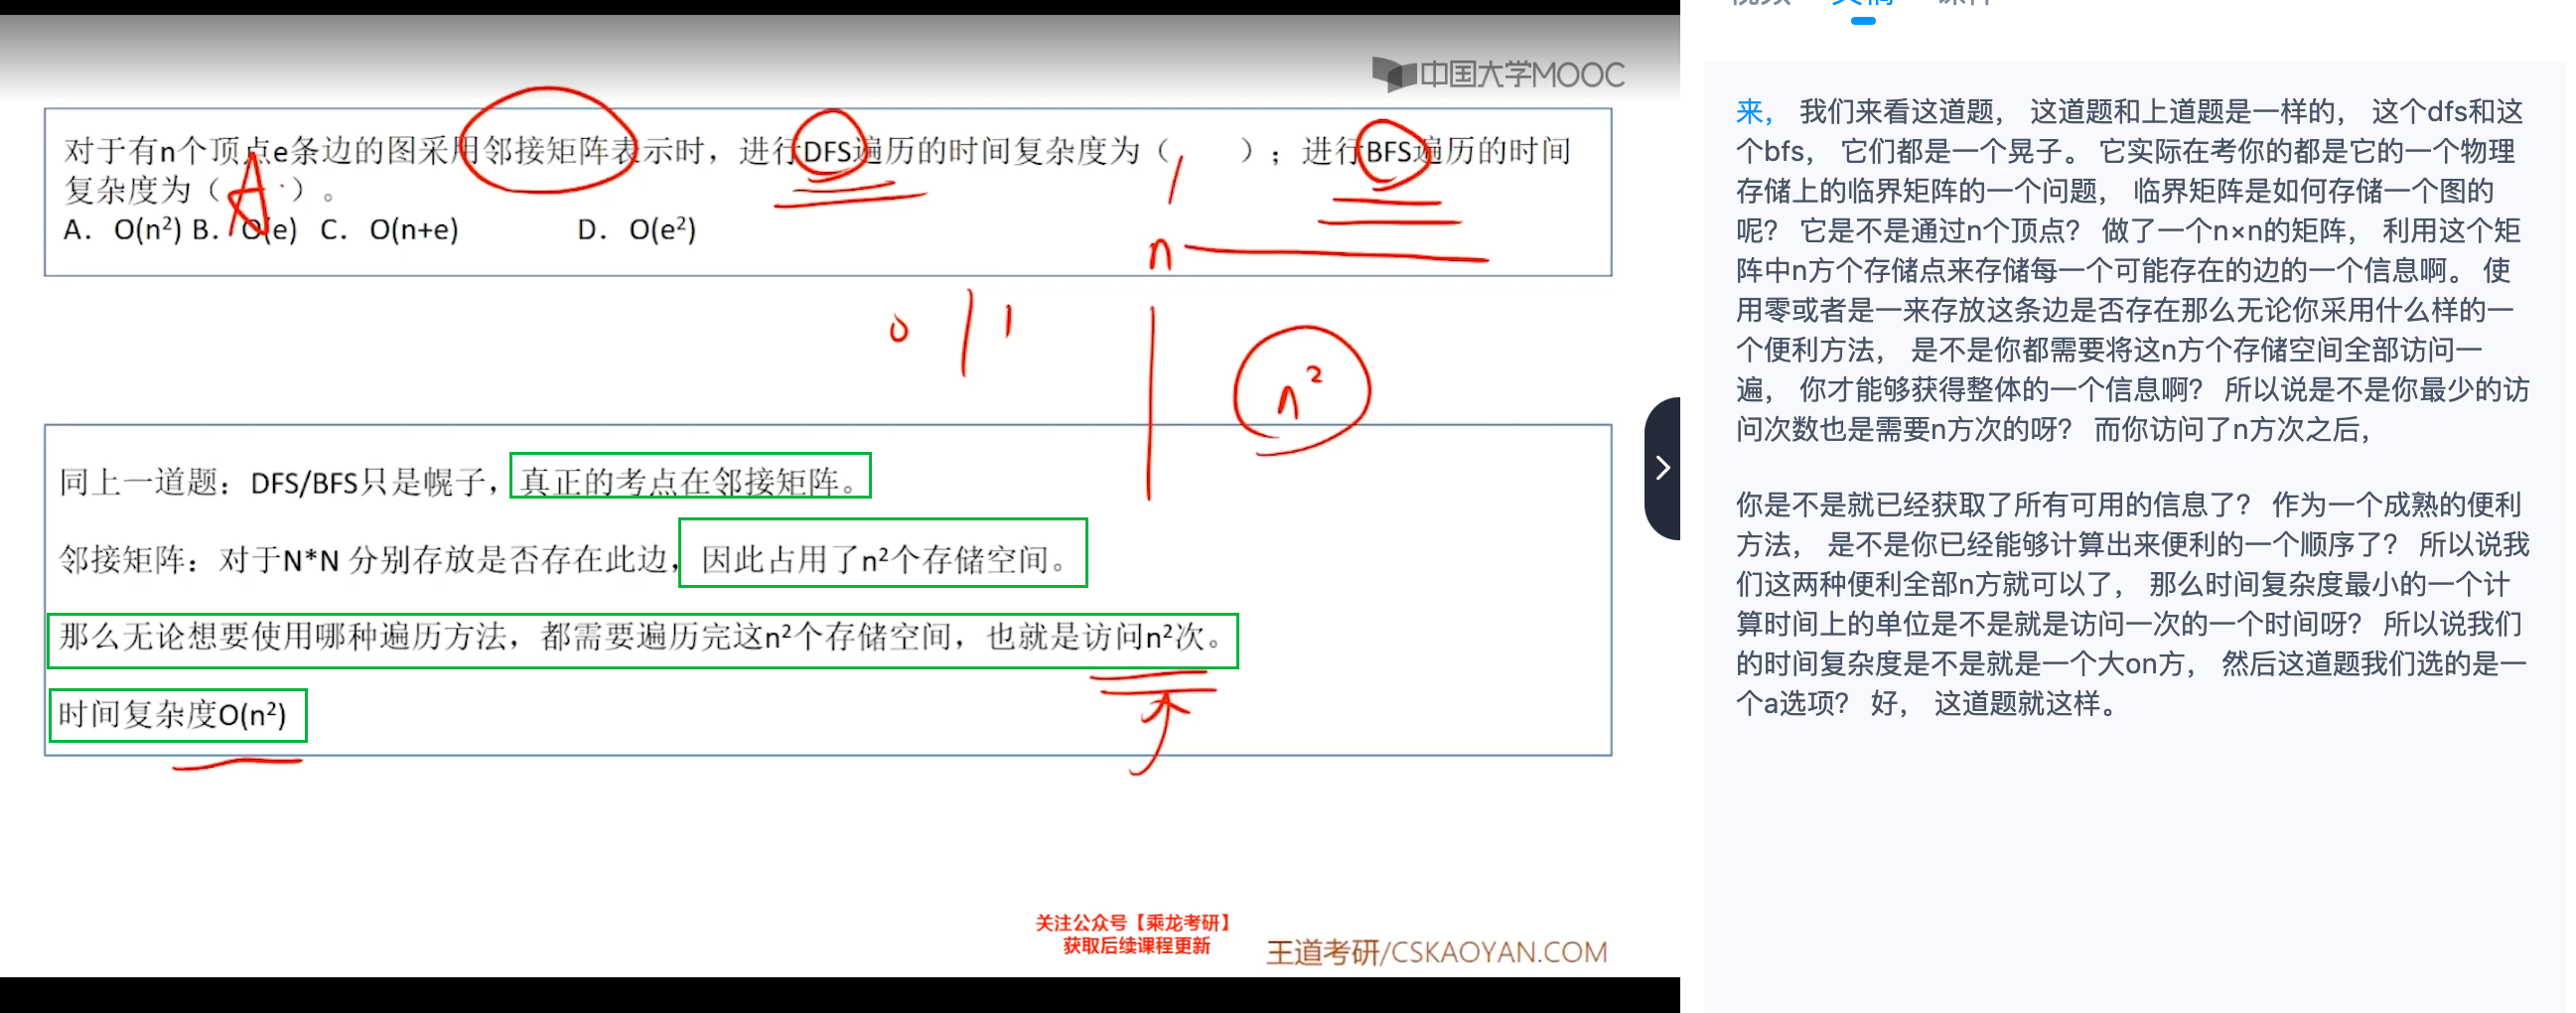 中国大学MOOC
对于有n个顶点e条边的图采用邻接矩阵表示时，进行DFS遍历的时间复杂度为（ ）；进行BFS遍历的时间
复杂度为（A）。
A. O(n²) B. O(e) C. O(n+e) D. O(e²)
n
0 | 1
n²
同上一道题：DFS/BFS只是幌子，真正的考点在邻接矩阵。
邻接矩阵：对于N*N 分别存放是否存在此边，因此占用了n²个存储空间。
那么无论想要使用哪种遍历方法，都需要遍历完这n²个存储空间，也就是访问n²次。
时间复杂度O(n²)
关注公众号【乘龙考研】
获取后续课程更新
王道考研/CSKAOYAN.COM
来， 我们来看这道题， 这道题和上道题是一样的， 这个dfs和这
个bfs， 它们都是一个晃子。 它实际在考你的都是它的一个物理
存储上的临界矩阵的一个问题， 临界矩阵是如何存储一个图的
呢？ 它是不是通过n个顶点？ 做了一个n×n的矩阵， 利用这个矩
阵中n方个存储点来存储每一个可能存在的边的一个信息啊。 使
用零或者是一来存放这条边是否存在那么无论你采用什么样的一
个便利方法， 是不是你都需要将这n方个存储空间全部访问一
遍， 你才能够获得整体的一个信息啊？ 所以说是不是你最少的访
问次数也是需要n方次的呀？ 而你访问了n方次之后，
你是不是就已经获取了所有可用的信息了？ 作为一个成熟的便利
方法， 是不是你已经能够计算出来便利的一个顺序了？ 所以说我
们这两种便利全部n方就可以了， 那么时间复杂度最小的一个计
算时间上的单位是不是就是访问一次的一个时间呀？ 所以说我们
的时间复杂度是不是就是一个大on方， 然后这道题我们选的是一
个a选项？ 好， 这道题就这样。